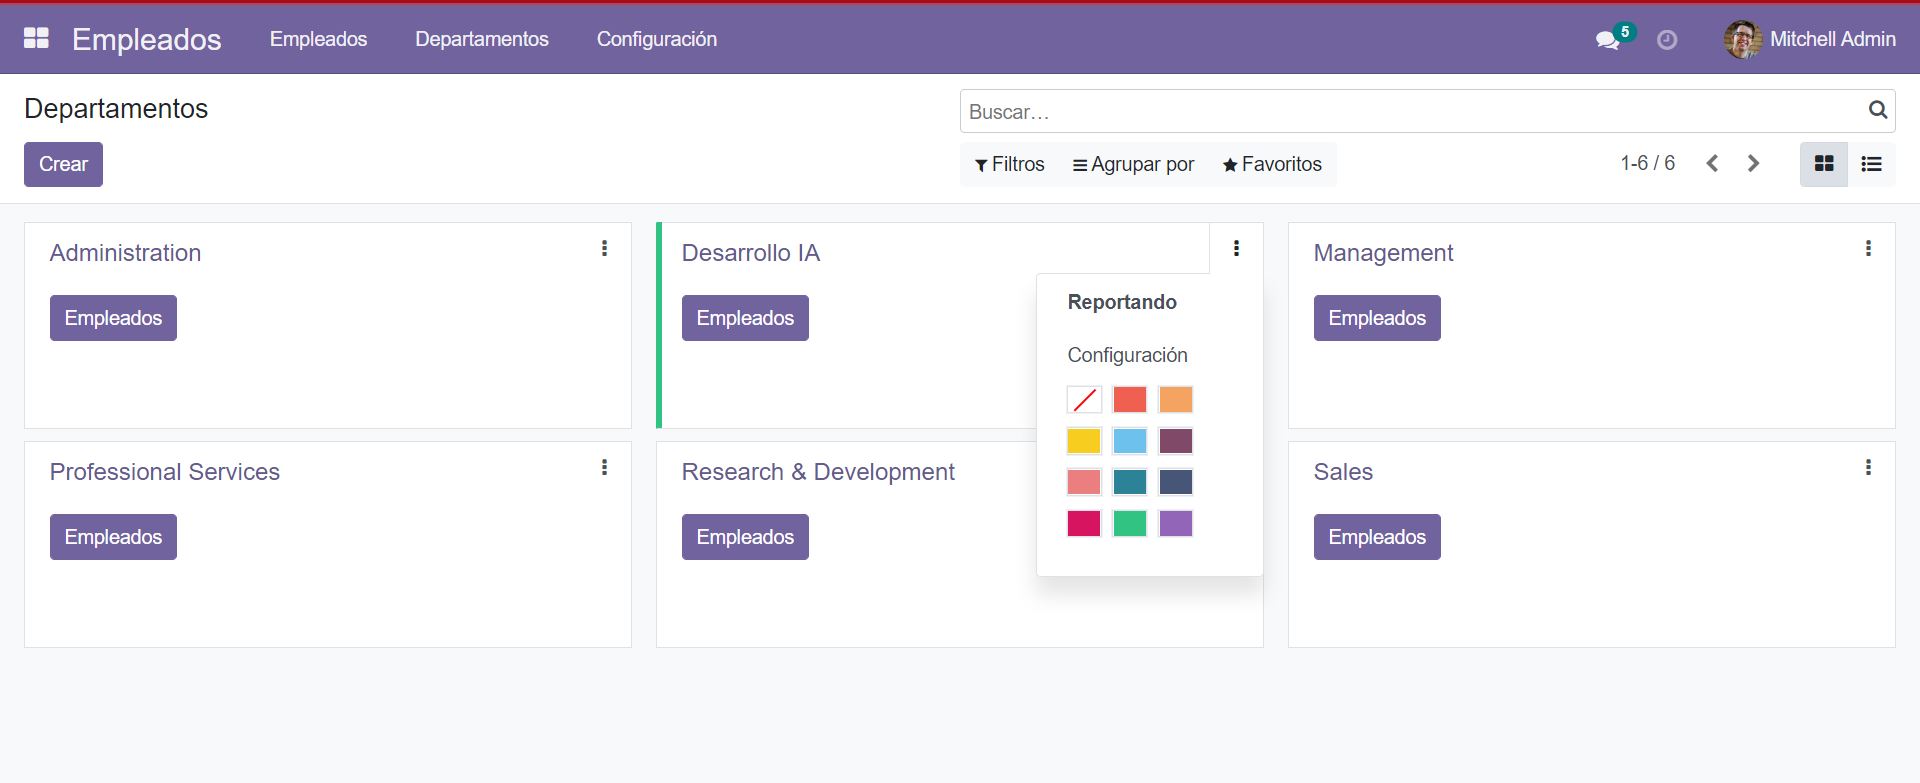 Empleados Empleados Departamentos Configuración 5 Mitchell Admin
Departamentos
Buscar...
Crear
Filtros Agrupar por Favoritos 1-6 / 6
Administration
Empleados
Desarrollo IA
Empleados
Reportando
Configuración
Management
Empleados
Professional Services
Empleados
Research & Development
Empleados
Sales
Empleados